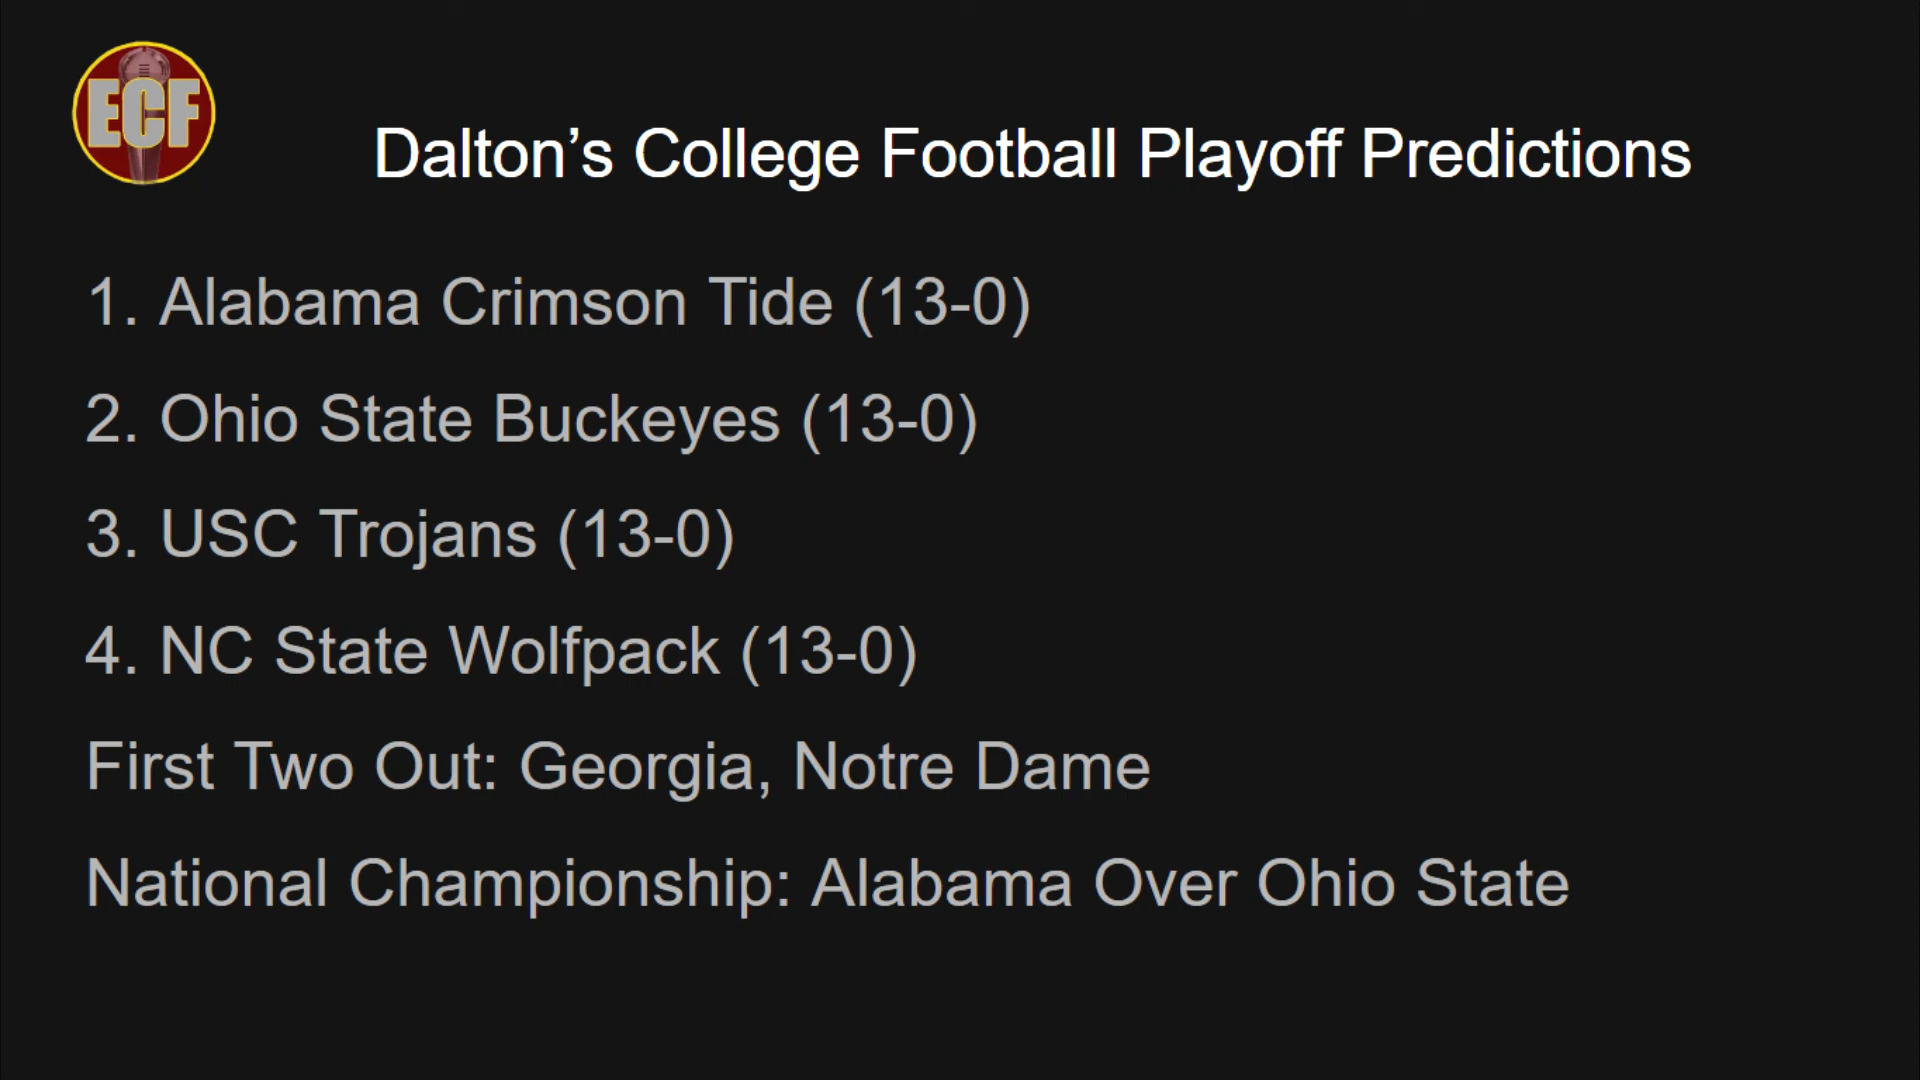 ECF
Dalton’s College Football Playoff Predictions
1. Alabama Crimson Tide (13-0)
2. Ohio State Buckeyes (13-0)
3. USC Trojans (13-0)
4. NC State Wolfpack (13-0)
First Two Out: Georgia, Notre Dame
National Championship: Alabama Over Ohio State